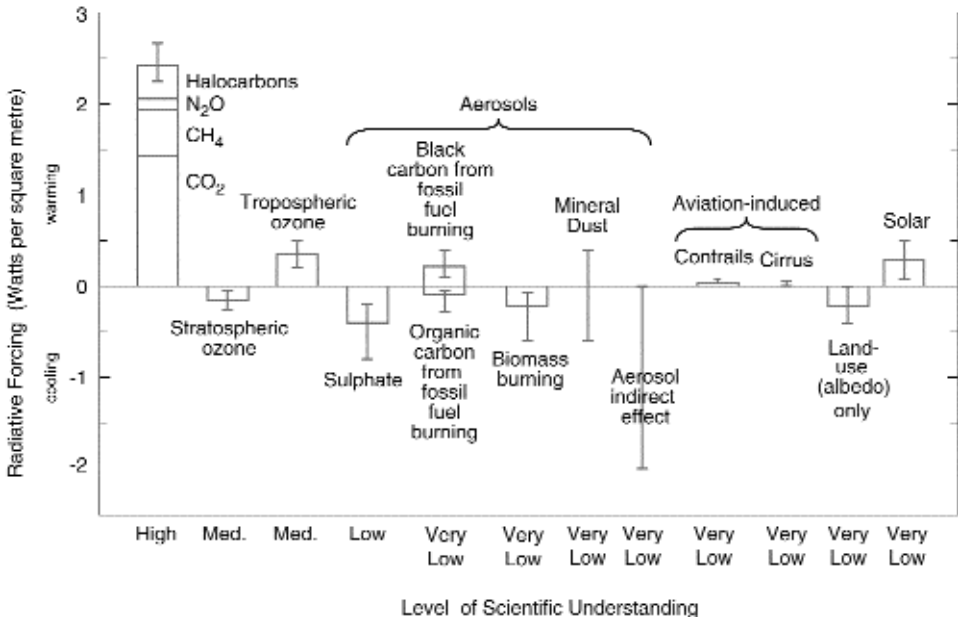 Radiative Forcing (Watts per square metre)
cooling
warming
3
2
1
0
-1
-2
Halocarbons
N2O
CH4
CO2
Stratospheric
ozone
Tropospheric
ozone
Aerosols
Sulphate
Black
carbon from
fossil
fuel
burning
Organic
carbon
from
fossil
fuel
burning
Biomass
burning
Mineral
Dust
Aerosol
indirect
effect
Aviation-induced
Contrails
Cirrus
Land-
use
(albedo)
only
Solar
High
Med.
Med.
Low
Very
Low
Very
Low
Very
Low
Very
Low
Very
Low
Very
Low
Very
Low
Very
Low
Level of Scientific Understanding